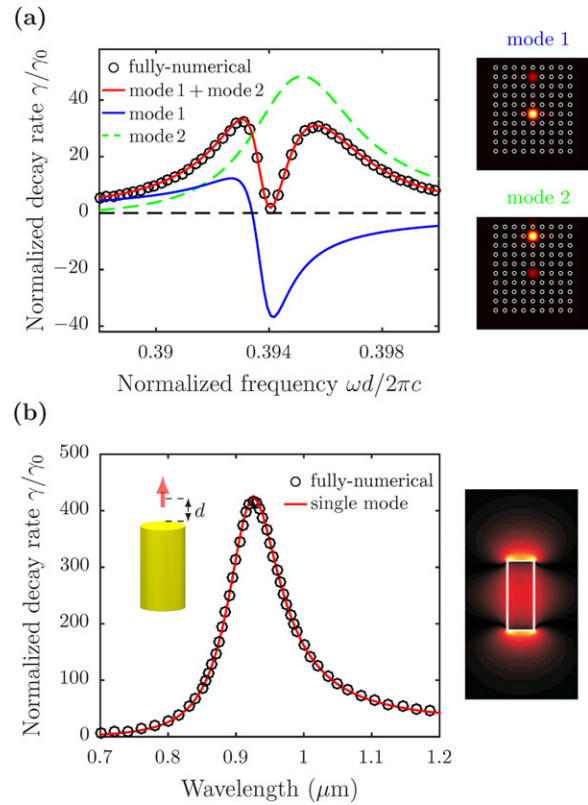 (a)
fully-numerical
mode 1 + mode 2
mode 1
mode 2
40
20
0
−20
−40
0.39
0.394
0.398
Normalized decay rate γ/γ₀
Normalized frequency ωd/2πc
mode 1
mode 2
(b)
500
400
300
200
100
0
0.7
0.8
0.9
1
1.1
1.2
Normalized decay rate γ/γ₀
Wavelength (μm)
d
fully-numerical
single mode